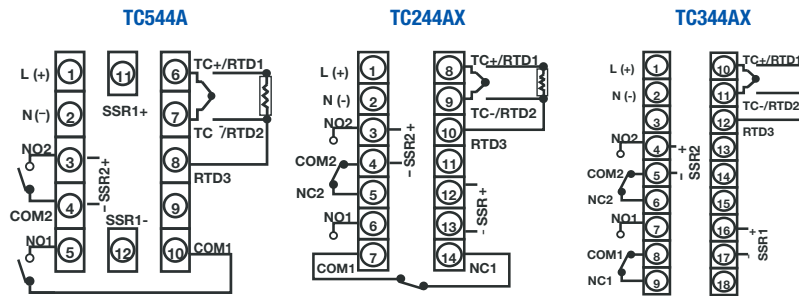 TC544A
L (+)
1
11
6
TC+/RTD1
N (–)
2
SSR1+
7
TC-/RTD2
NO2
3
SSR2
+
8
RTD3
COM2
4
–
SSR1-
9
NO1
5
12
10
COM1
TC244AX
L (+)
1
8
TC+/RTD1
N (-)
2
9
TC-/RTD2
NO2
3
SSR2
+
10
RTD3
COM2
4
–
11
NC2
5
12
SSR
+
NO1
6
13
-
7
COM1
14
NC1
TC344AX
L (+)
1
10
TC+/RTD1
N (-)
2
11
TC-/RTD2
3
12
RTD3
NO2
4
SSR2
+
13
COM2
5
–
14
NC2
6
15
NO1
7
16
SSR1
+
COM1
8
17
-
NC1
9
18